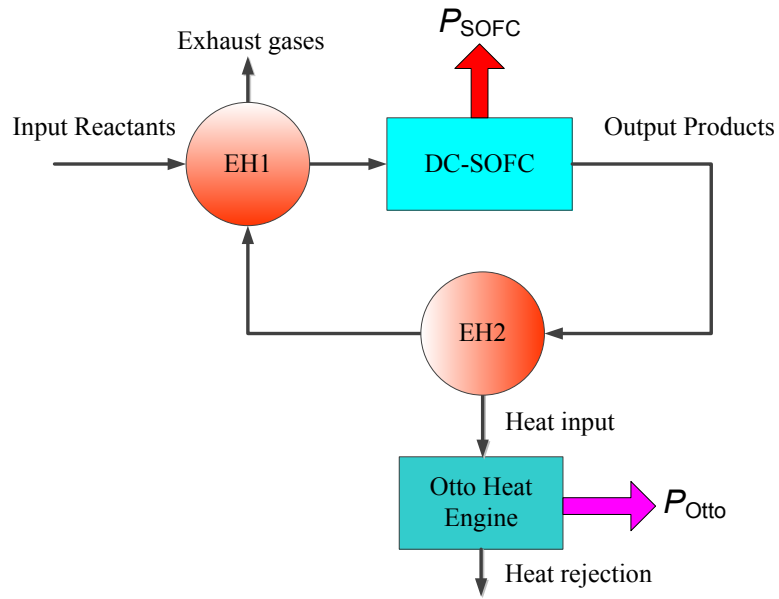 P_SOFC
Exhaust gases
Input Reactants
EH1
DC-SOFC
Output Products
EH2
Heat input
Otto Heat
Engine
P_Otto
Heat rejection